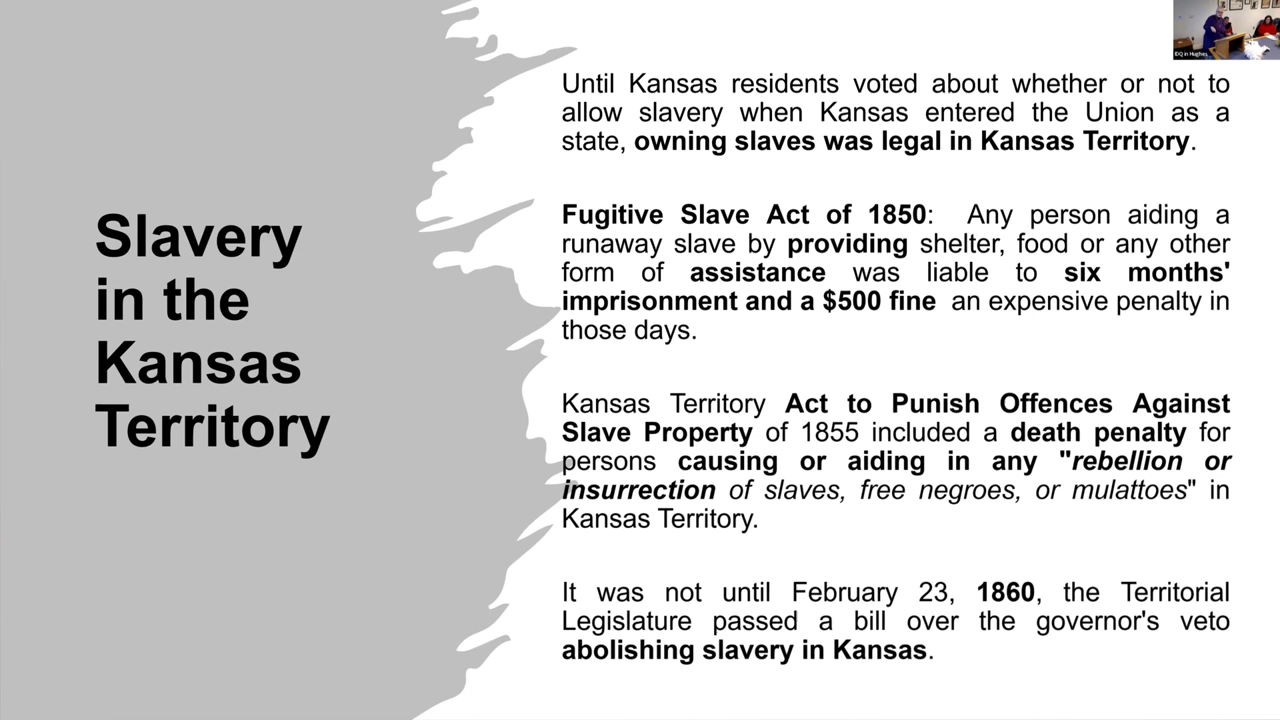 Slavery
in the
Kansas
Territory
Until Kansas residents voted about whether or not to
allow slavery when Kansas entered the Union as a
state, owning slaves was legal in Kansas Territory.
Fugitive Slave Act of 1850: Any person aiding a
runaway slave by providing shelter, food or any other
form of assistance was liable to six months'
imprisonment and a $500 fine an expensive penalty in
those days.
Kansas Territory Act to Punish Offences Against
Slave Property of 1855 included a death penalty for
persons causing or aiding in any "rebellion or
insurrection of slaves, free negroes, or mulattoes" in
Kansas Territory.
It was not until February 23, 1860, the Territorial
Legislature passed a bill over the governor's veto
abolishing slavery in Kansas.
in Hughes